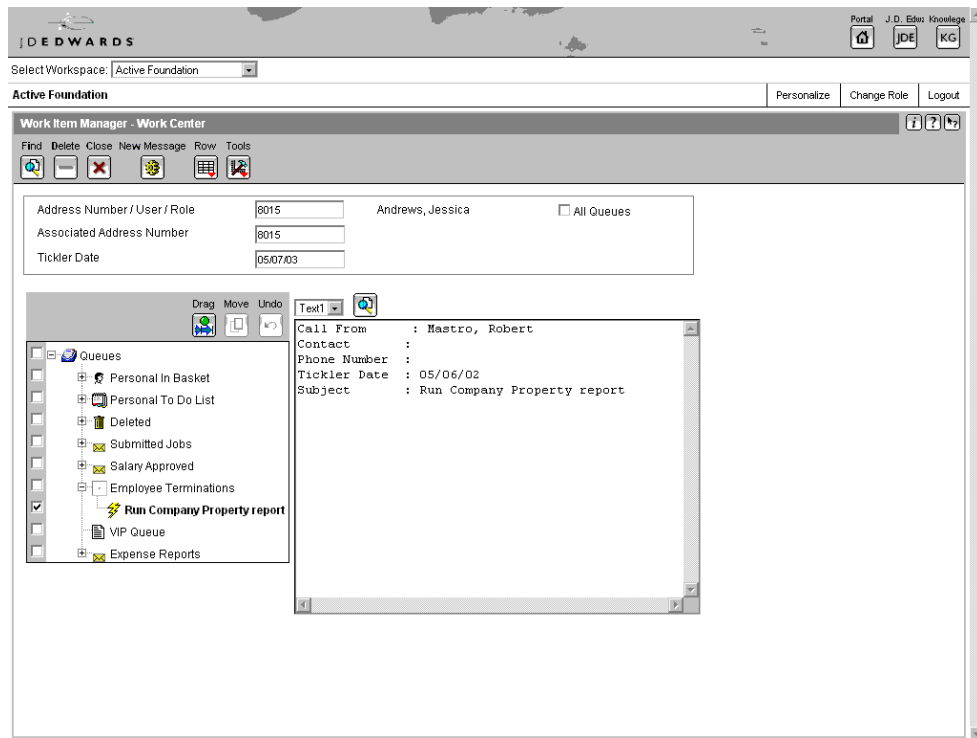 Portal J.D. Edw: Knowlege
JDEDWARDS
JDE KG
Select Workspace: Active Foundation
Active Foundation Personalize Change Role Logout
Work Item Manager - Work Center
i ? ?
Find Delete Close New Message Row Tools
Address Number / User / Role 8015 Andrews, Jessica All Queues
Associated Address Number 8015
Tickler Date 05/07/03
Drag Move Undo Text1
Call From : Mastro, Robert
Contact :
Phone Number :
Tickler Date : 05/06/02
Subject : Run Company Property report
Queues
Personal In Basket
Personal To Do List
Deleted
Submitted Jobs
Salary Approved
Employee Terminations
Run Company Property report
VIP Queue
Expense Reports